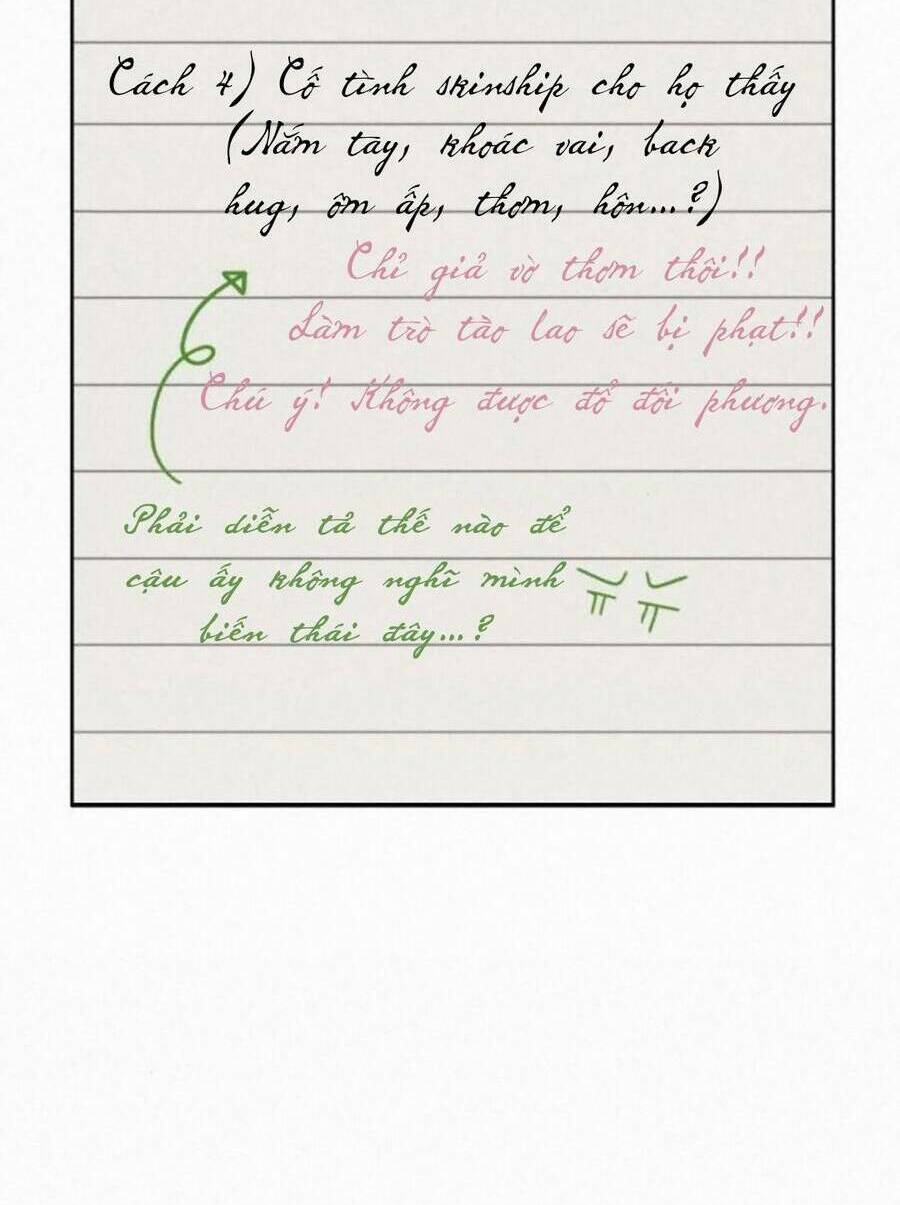 Cách 4) Cố tình skinship cho họ thấy
(Nắm tay, khoác vai, back
hug, ôm ấp, thơm, hôn...?)
Chỉ giả vờ thơm thôi!!
Làm trò tào lao sẽ bị phạt!!
Chú ý! Không được đổ đối phương.
Phải diễn tả thế nào để
cậu ấy không nghĩ mình
biến thái đây...?
ㅠㅠ